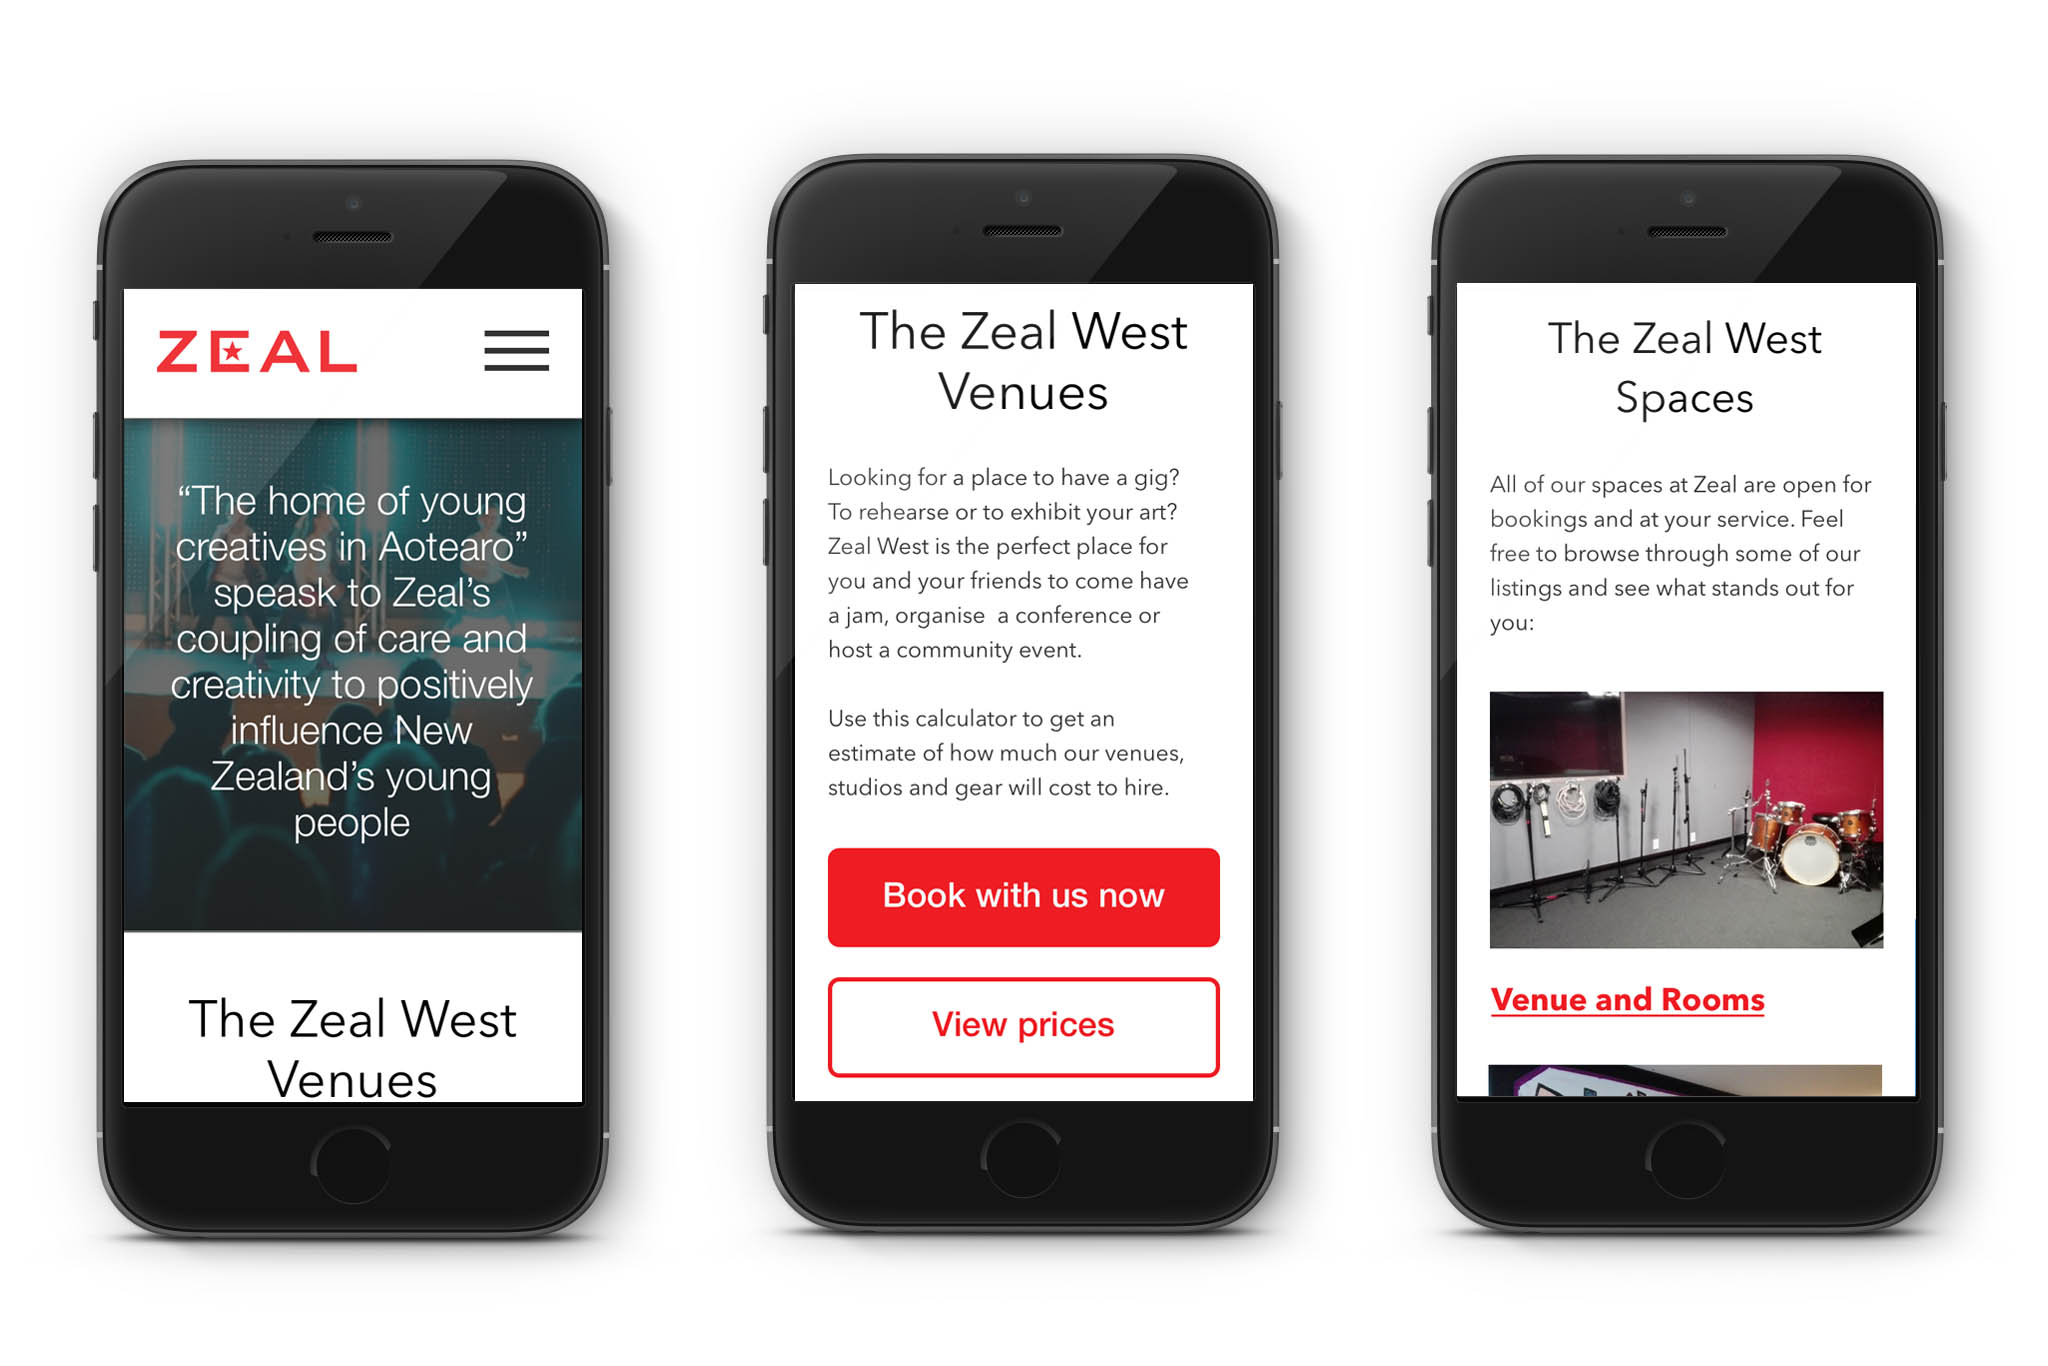 ZEAL
“The home of young
creatives in Aotearo”
speask to Zeal’s
coupling of care and
creativity to positively
influence New
Zealand’s young
people
The Zeal West
Venues
The Zeal West
Venues
Looking for a place to have a gig?
To rehearse or to exhibit your art?
Zeal West is the perfect place for
you and your friends to come have
a jam, organise  a conference or
host a community event.
Use this calculator to get an
estimate of how much our venues,
studios and gear will cost to hire.
Book with us now
View prices
The Zeal West
Spaces
All of our spaces at Zeal are open for
bookings and at your service. Feel
free to browse through some of our
listings and see what stands out for
you:
Venue and Rooms